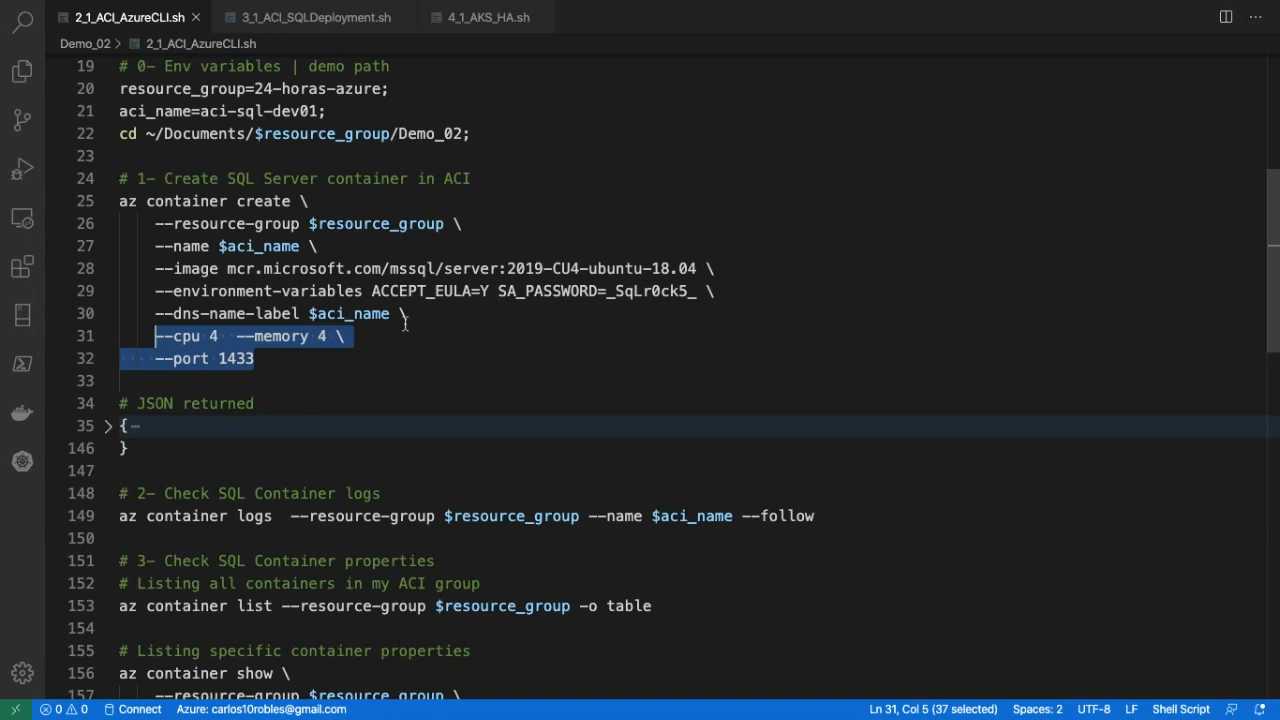 2_1_ACI_AzureCLI.sh
3_1_ACI_SQLDeployment.sh
4_1_AKS_HA.sh
Demo_02 > 2_1_ACI_AzureCLI.sh
19 # 0- Env variables | demo path
20 resource_group=24-horas-azure;
21 aci_name=aci-sql-dev01;
22 cd ~/Documents/$resource_group/Demo_02;
23
24 # 1- Create SQL Server container in ACI
25 az container create \
26 --resource-group $resource_group \
27 --name $aci_name \
28 --image mcr.microsoft.com/mssql/server:2019-CU4-ubuntu-18.04 \
29 --environment-variables ACCEPT_EULA=Y SA_PASSWORD=_SqLr0ck5_ \
30 --dns-name-label $aci_name \
31 --cpu 4 --memory 4 \
32 --port 1433
33
34 # JSON returned
35 { ⋯
146 }
147
148 # 2- Check SQL Container logs
149 az container logs --resource-group $resource_group --name $aci_name --follow
150
151 # 3- Check SQL Container properties
152 # Listing all containers in my ACI group
153 az container list --resource-group $resource_group -o table
154
155 # Listing specific container properties
156 az container show \
157 --resource-group $resource_group \
0 0 Connect Azure: carlos10robles@gmail.com Ln 31, Col 5 (37 selected) Spaces: 2 UTF-8 LF Shell Script